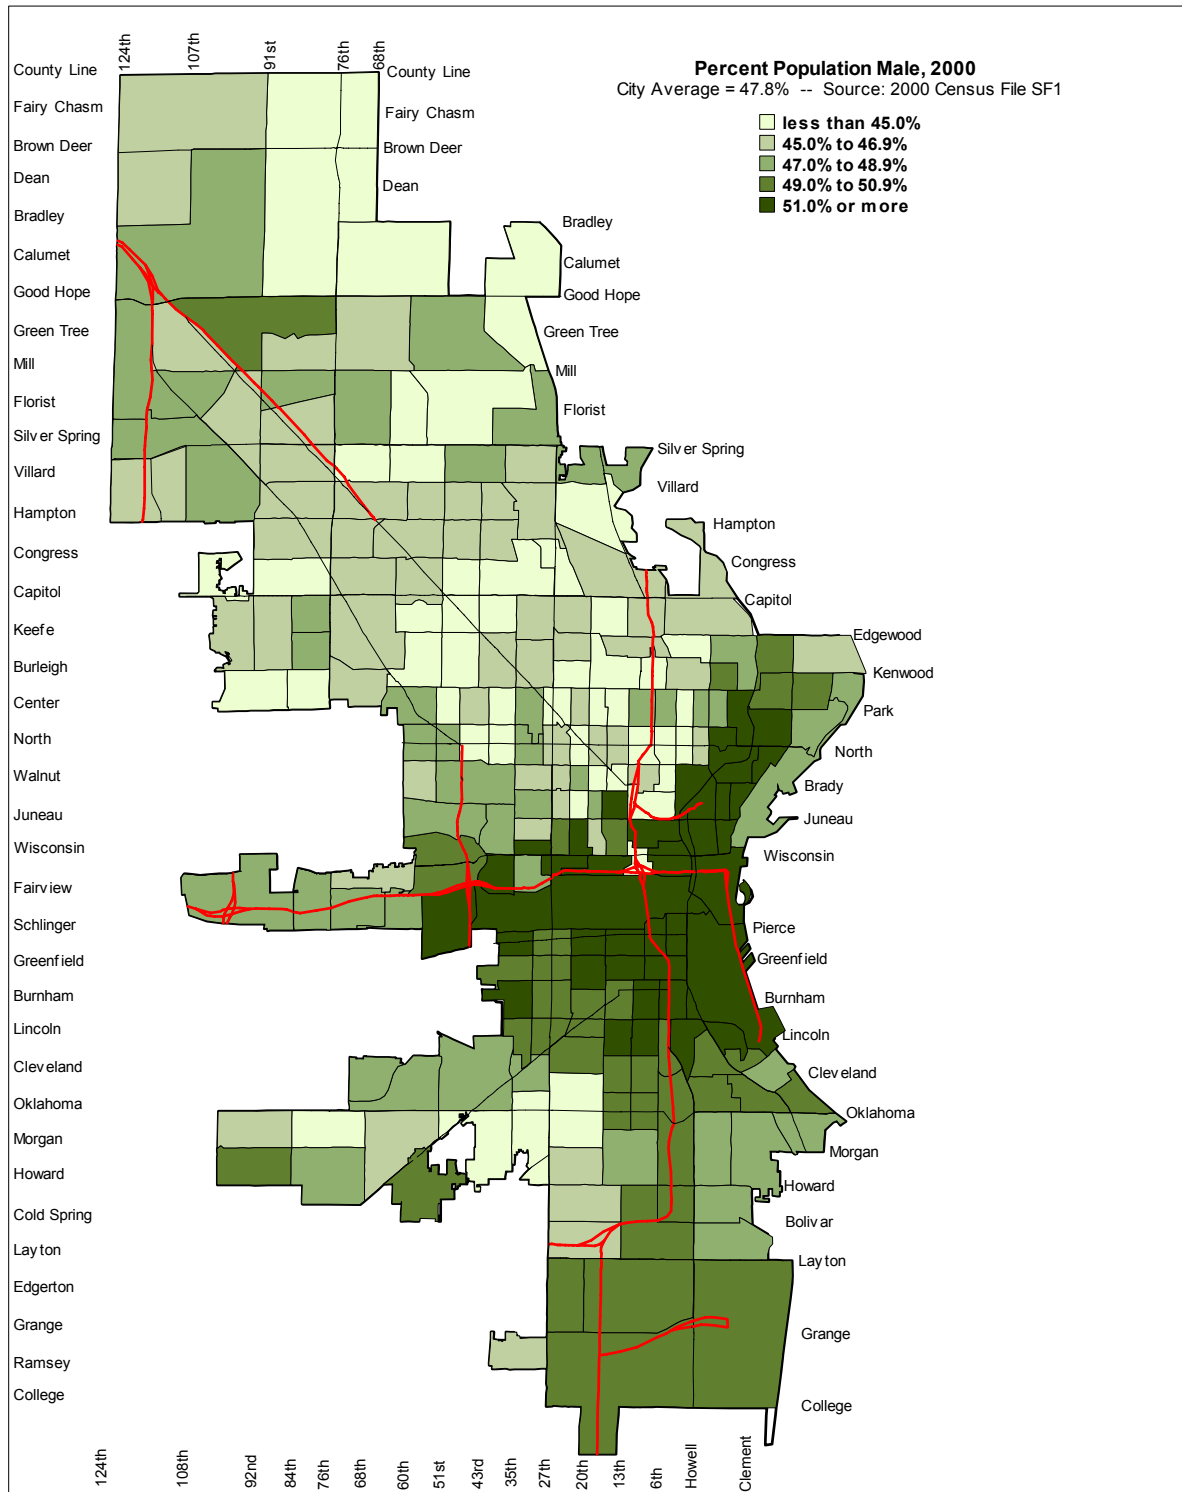 124th
107th
91st
76th
68th
County Line
Fairy Chasm
Brown Deer
Dean
Bradley
Calumet
Good Hope
Green Tree
Mill
Florist
Silver Spring
Villard
Hampton
Congress
Capitol
Keefe
Burleigh
Center
North
Walnut
Juneau
Wisconsin
Fairview
Schlinger
Greenfield
Burnham
Lincoln
Cleveland
Oklahoma
Morgan
Howard
Cold Spring
Layton
Edgerton
Grange
Ramsey
College
Percent Population Male, 2000
City Average = 47.8% -- Source: 2000 Census File SF1
less than 45.0%
45.0% to 46.9%
47.0% to 48.9%
49.0% to 50.9%
51.0% or more
County Line
Fairy Chasm
Brown Deer
Dean
Bradley
Calumet
Good Hope
Green Tree
Mill
Florist
Silver Spring
Villard
Hampton
Congress
Capitol
Edgewood
Kenwood
Park
North
Brady
Juneau
Wisconsin
Pierce
Greenfield
Burnham
Lincoln
Cleveland
Oklahoma
Morgan
Howard
Bolivar
Layton
Grange
College
124th
108th
92nd
84th
76th
68th
60th
51st
43rd
35th
27th
20th
13th
6th
Howell
Clement